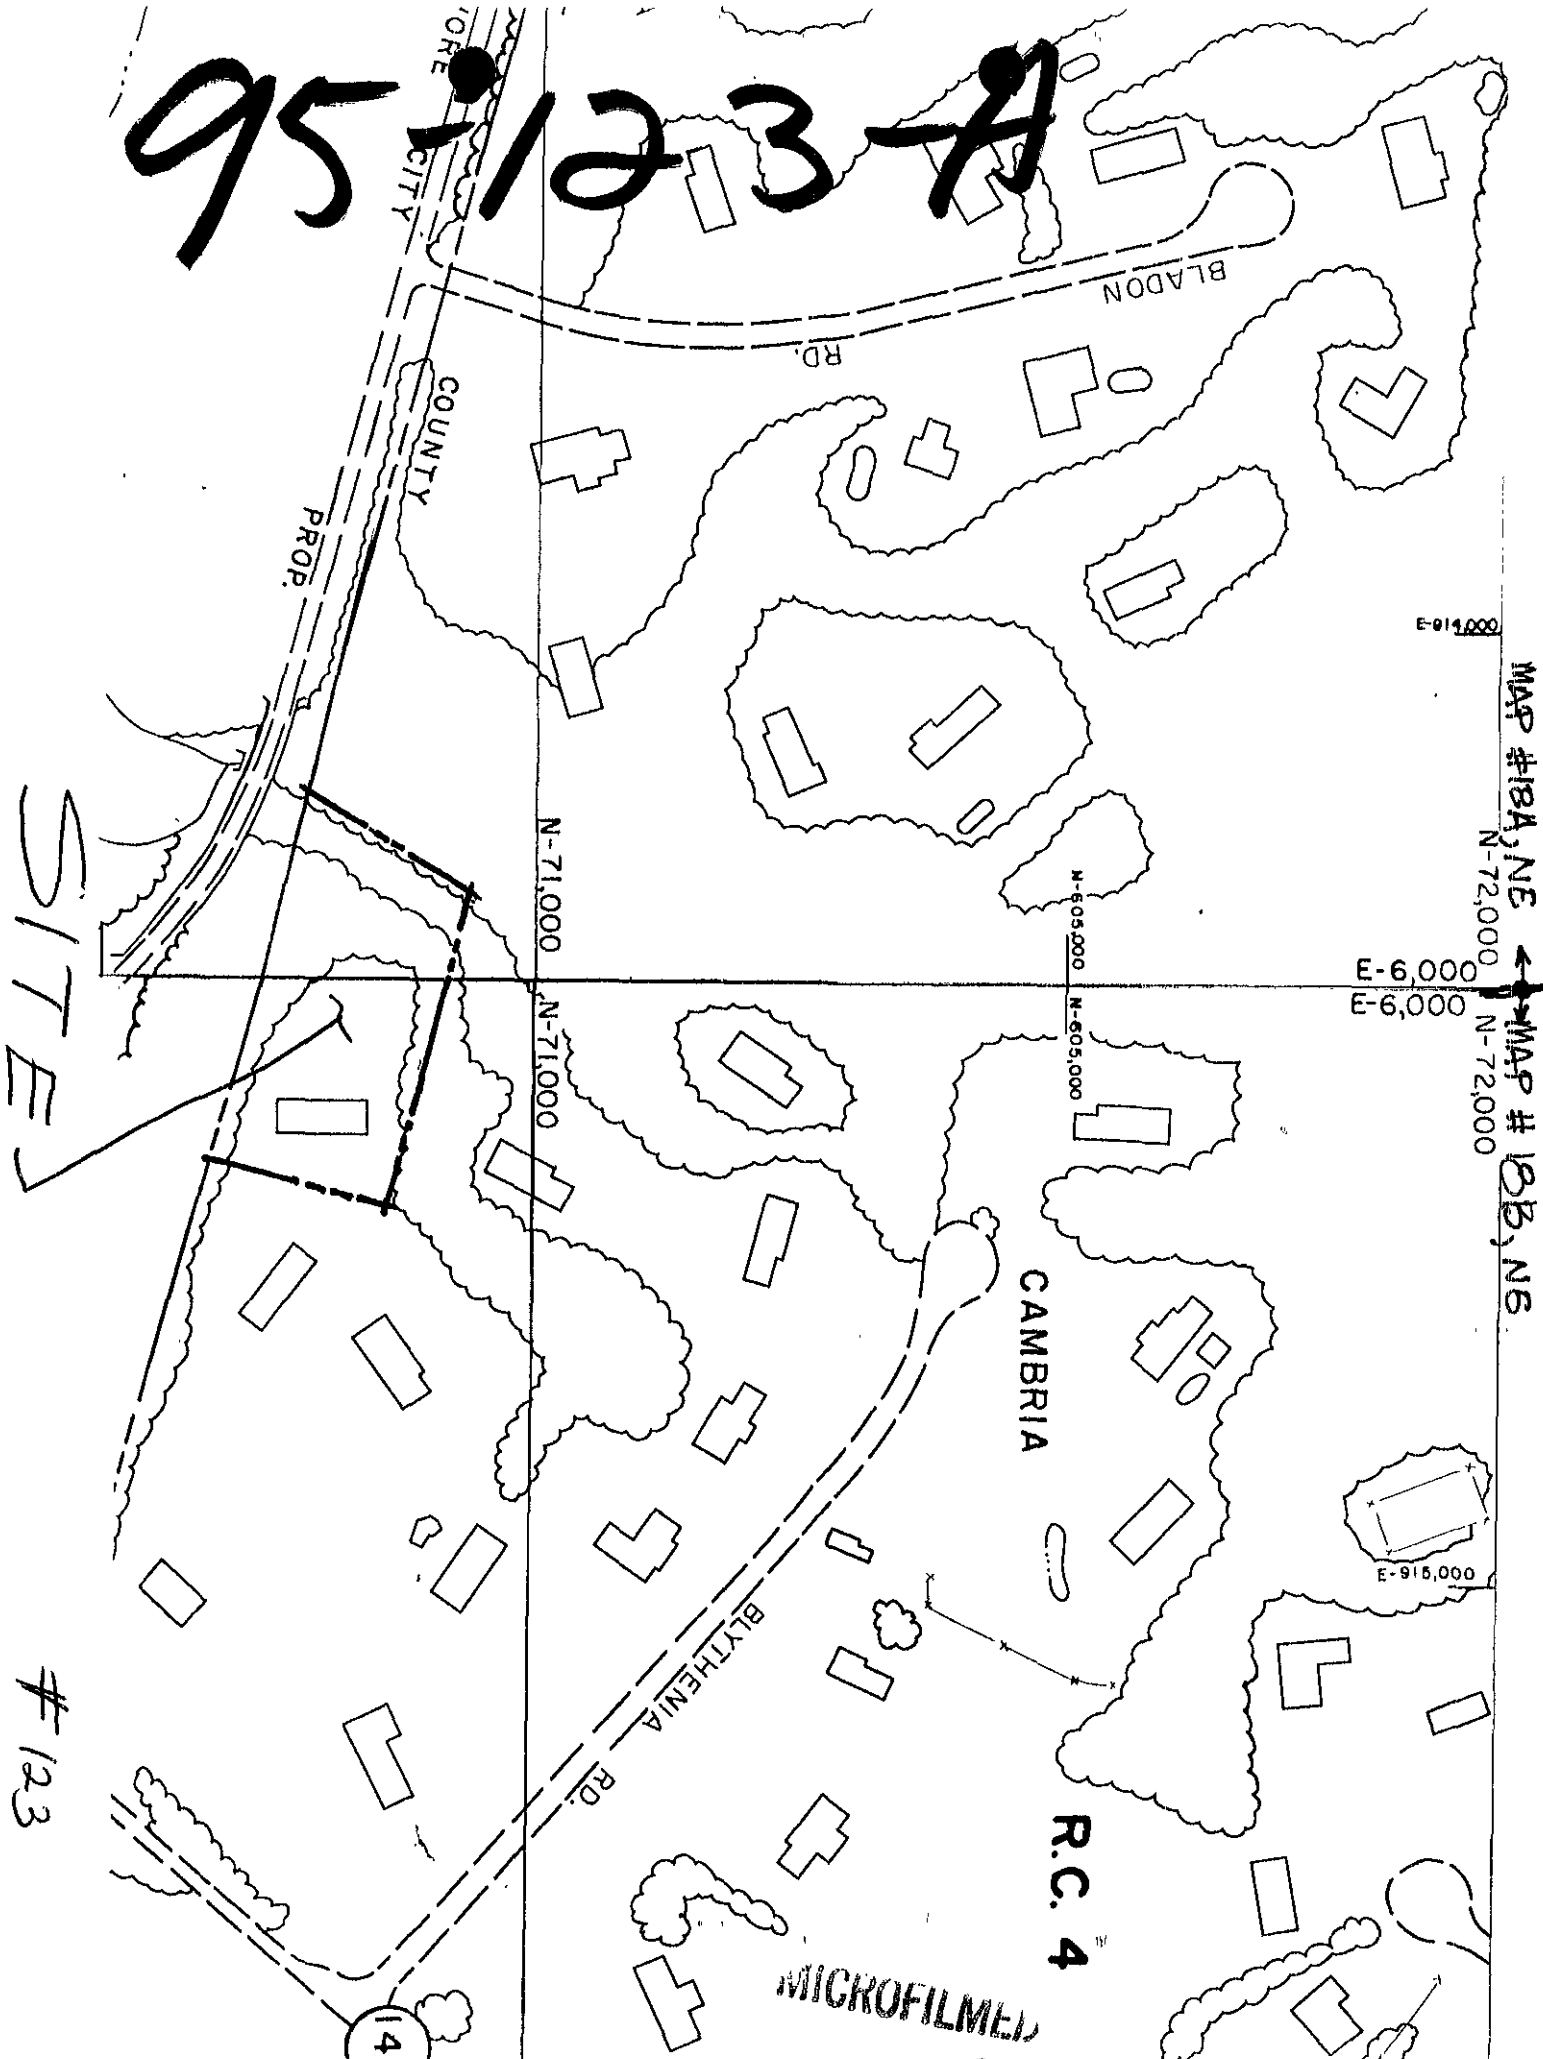 95-123-A
MORE
CITY
BLADON
RD.
COUNTY
PROP.
E-914,000
MAP #18A, NE ↔ MAP # 18B, NE
N-72,000
N-72,000
N-71,000
N-71,000
N-605,000
N-605,000
E-6,000
E-6,000
SITE
CAMBRIA
E-915,000
BLYTHENIA
RD.
# 123
R.C. 4
MICROFILMED
14